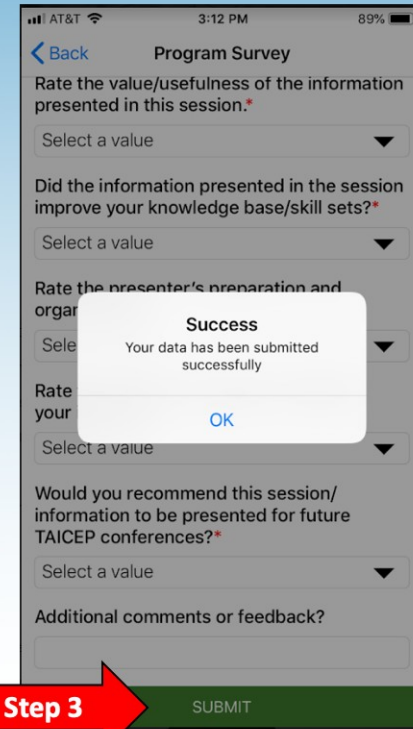 AT&T 3:12 PM 89%
Back Program Survey
Rate the value/usefulness of the information
presented in this session.*
Select a value
Did the information presented in the session
improve your knowledge base/skill sets?*
Select a value
Rate the presenter's preparation and
organ
Sele
Success
Your data has been submitted
successfully
OK
Rate
your
Select a value
Would you recommend this session/
information to be presented for future
TAICEP conferences?*
Select a value
Additional comments or feedback?
Step 3
SUBMIT